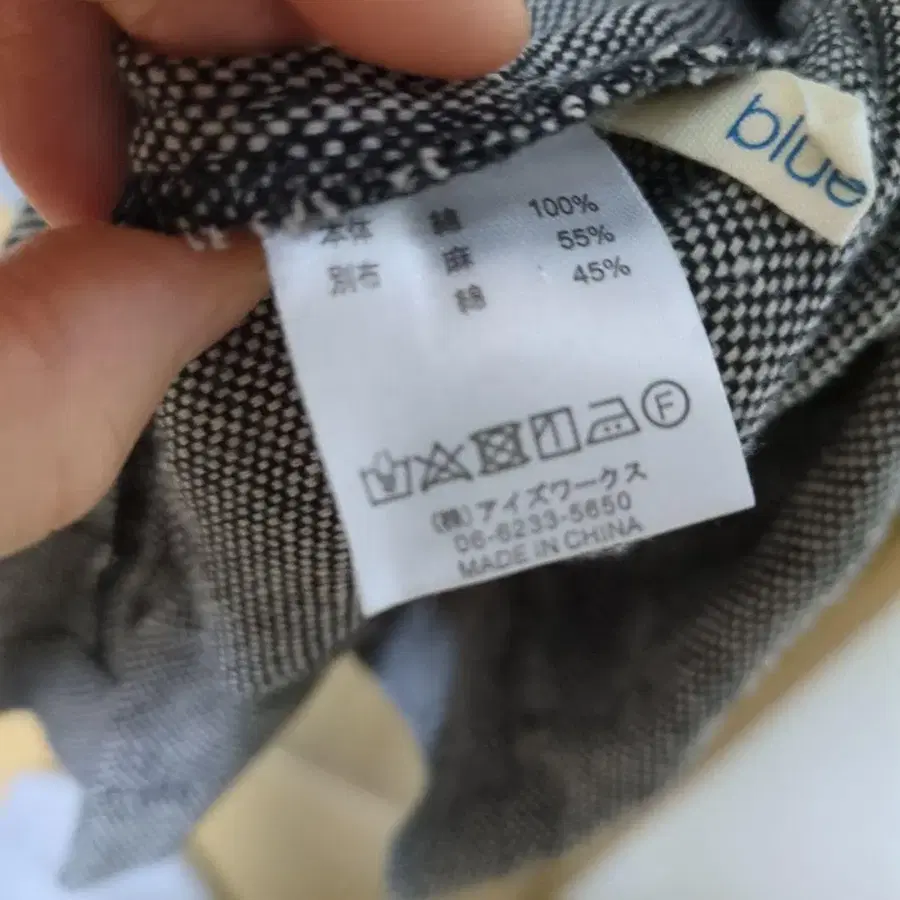 本体 綿 100%
別布 麻 55%
綿 45%
F
(株)アイズワークス
06-6233-5650
MADE IN CHINA